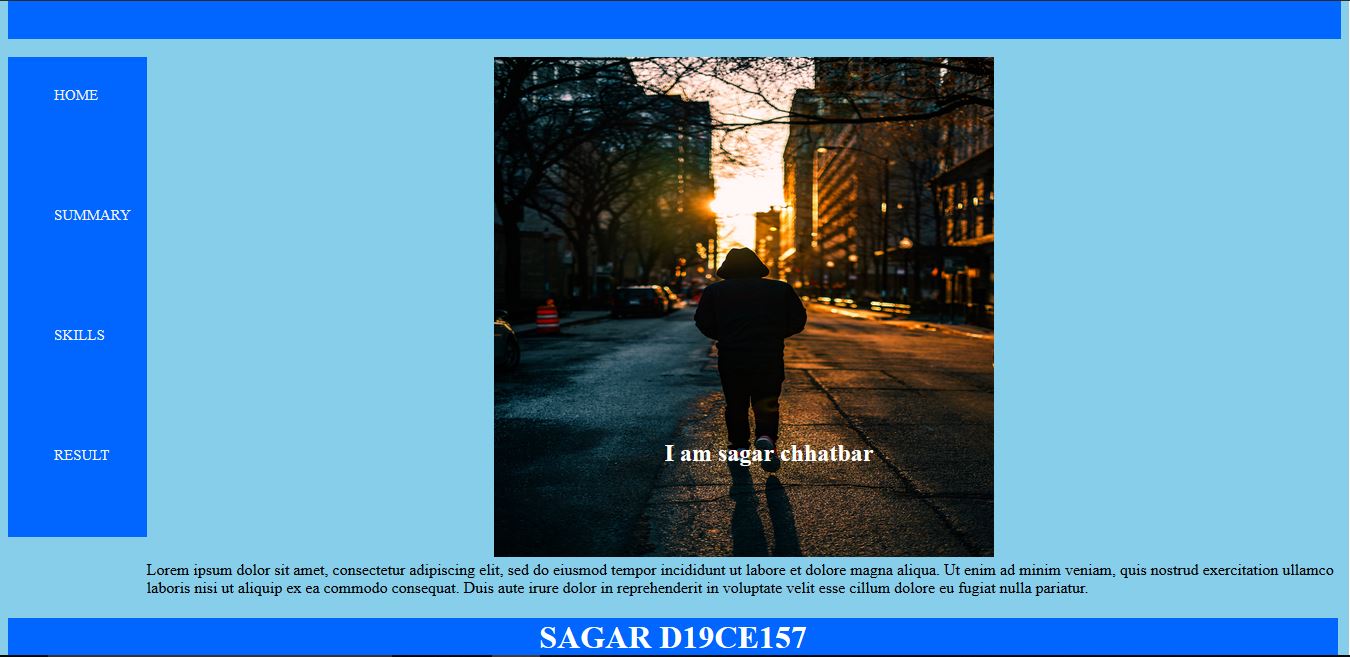 HOME
SUMMARY
SKILLS
RESULT
I am sagar chhatbar
Lorem ipsum dolor sit amet, consectetur adipiscing elit, sed do eiusmod tempor incididunt ut labore et dolore magna aliqua. Ut enim ad minim veniam, quis nostrud exercitation ullamco
laboris nisi ut aliquip ex ea commodo consequat. Duis aute irure dolor in reprehenderit in voluptate velit esse cillum dolore eu fugiat nulla pariatur.
SAGAR D19CE157